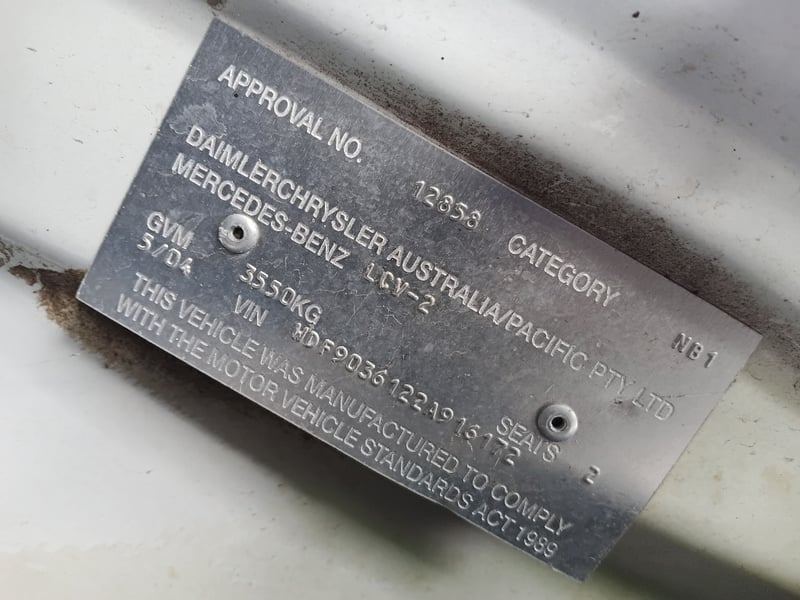 APPROVAL NO. 12858 CATEGORY NB1
DAIMLERCHRYSLER AUSTRALIA/PACIFIC PTY LTD
MERCEDES-BENZ LCV-2
GVM 3550KG SEATS 2
5/04 VIN WDF9036122A916172
THIS VEHICLE WAS MANUFACTURED TO COMPLY
WITH THE MOTOR VEHICLE STANDARDS ACT 1989